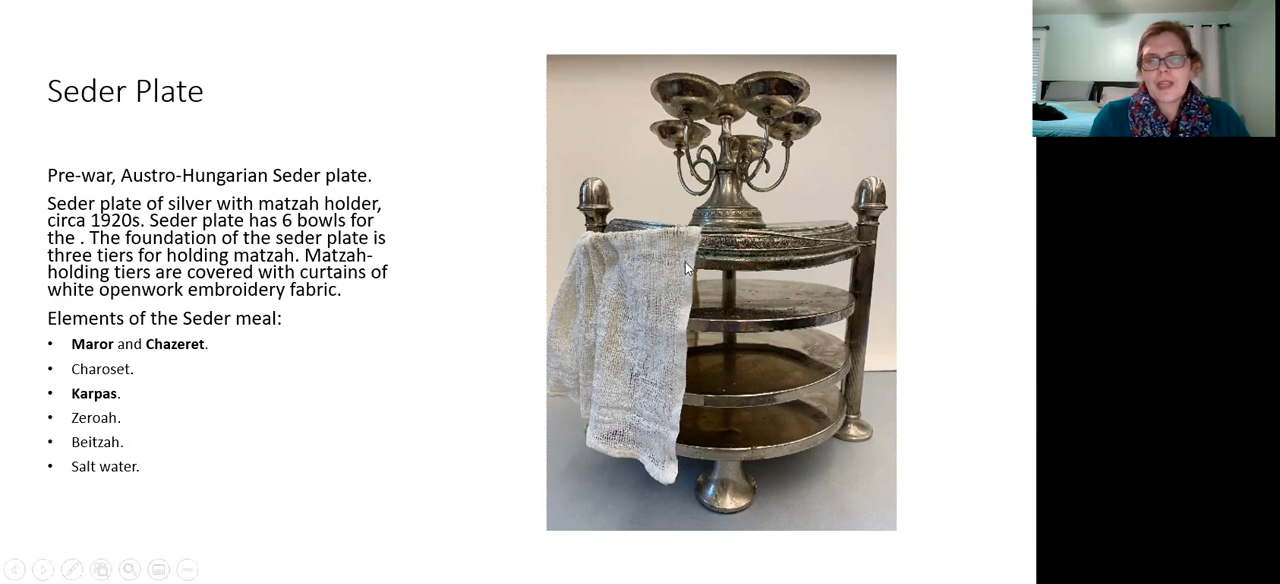 Seder Plate
Pre-war, Austro-Hungarian Seder plate.
Seder plate of silver with matzah holder,
circa 1920s. Seder plate has 6 bowls for
the . The foundation of the seder plate is
three tiers for holding matzah. Matzah-
holding tiers are covered with curtains of
white openwork embroidery fabric.
Elements of the Seder meal:
• Maror and Chazeret.
• Charoset.
• Karpas.
• Zeroah.
• Beitzah.
• Salt water.